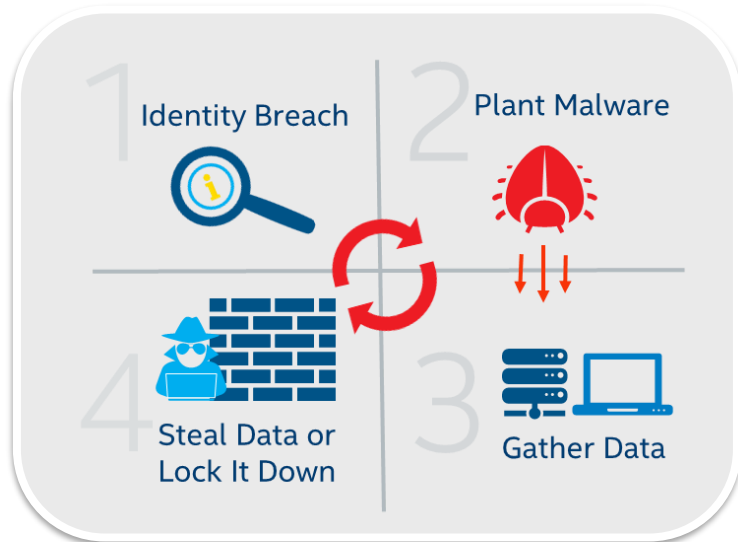 1
Identity Breach
i
2
Plant Malware
3
Gather Data
4
Steal Data or
Lock It Down